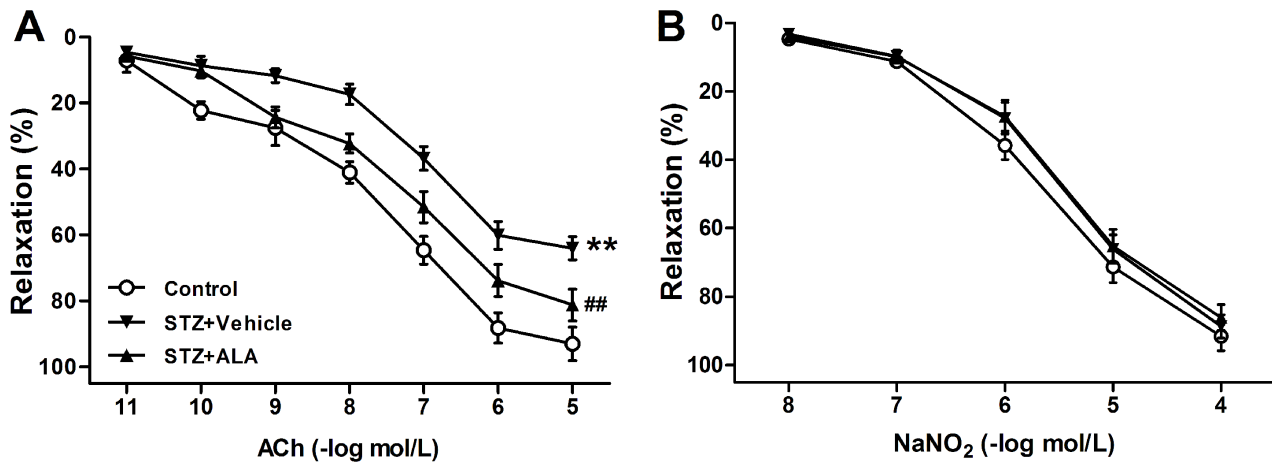 A
Relaxation (%)
0
20
40
60
80
100
**
##
Control
STZ+Vehicle
STZ+ALA
11 10 9 8 7 6 5
ACh (-log mol/L)
B
Relaxation (%)
0
20
40
60
80
100
8 7 6 5 4
NaNO₂ (-log mol/L)